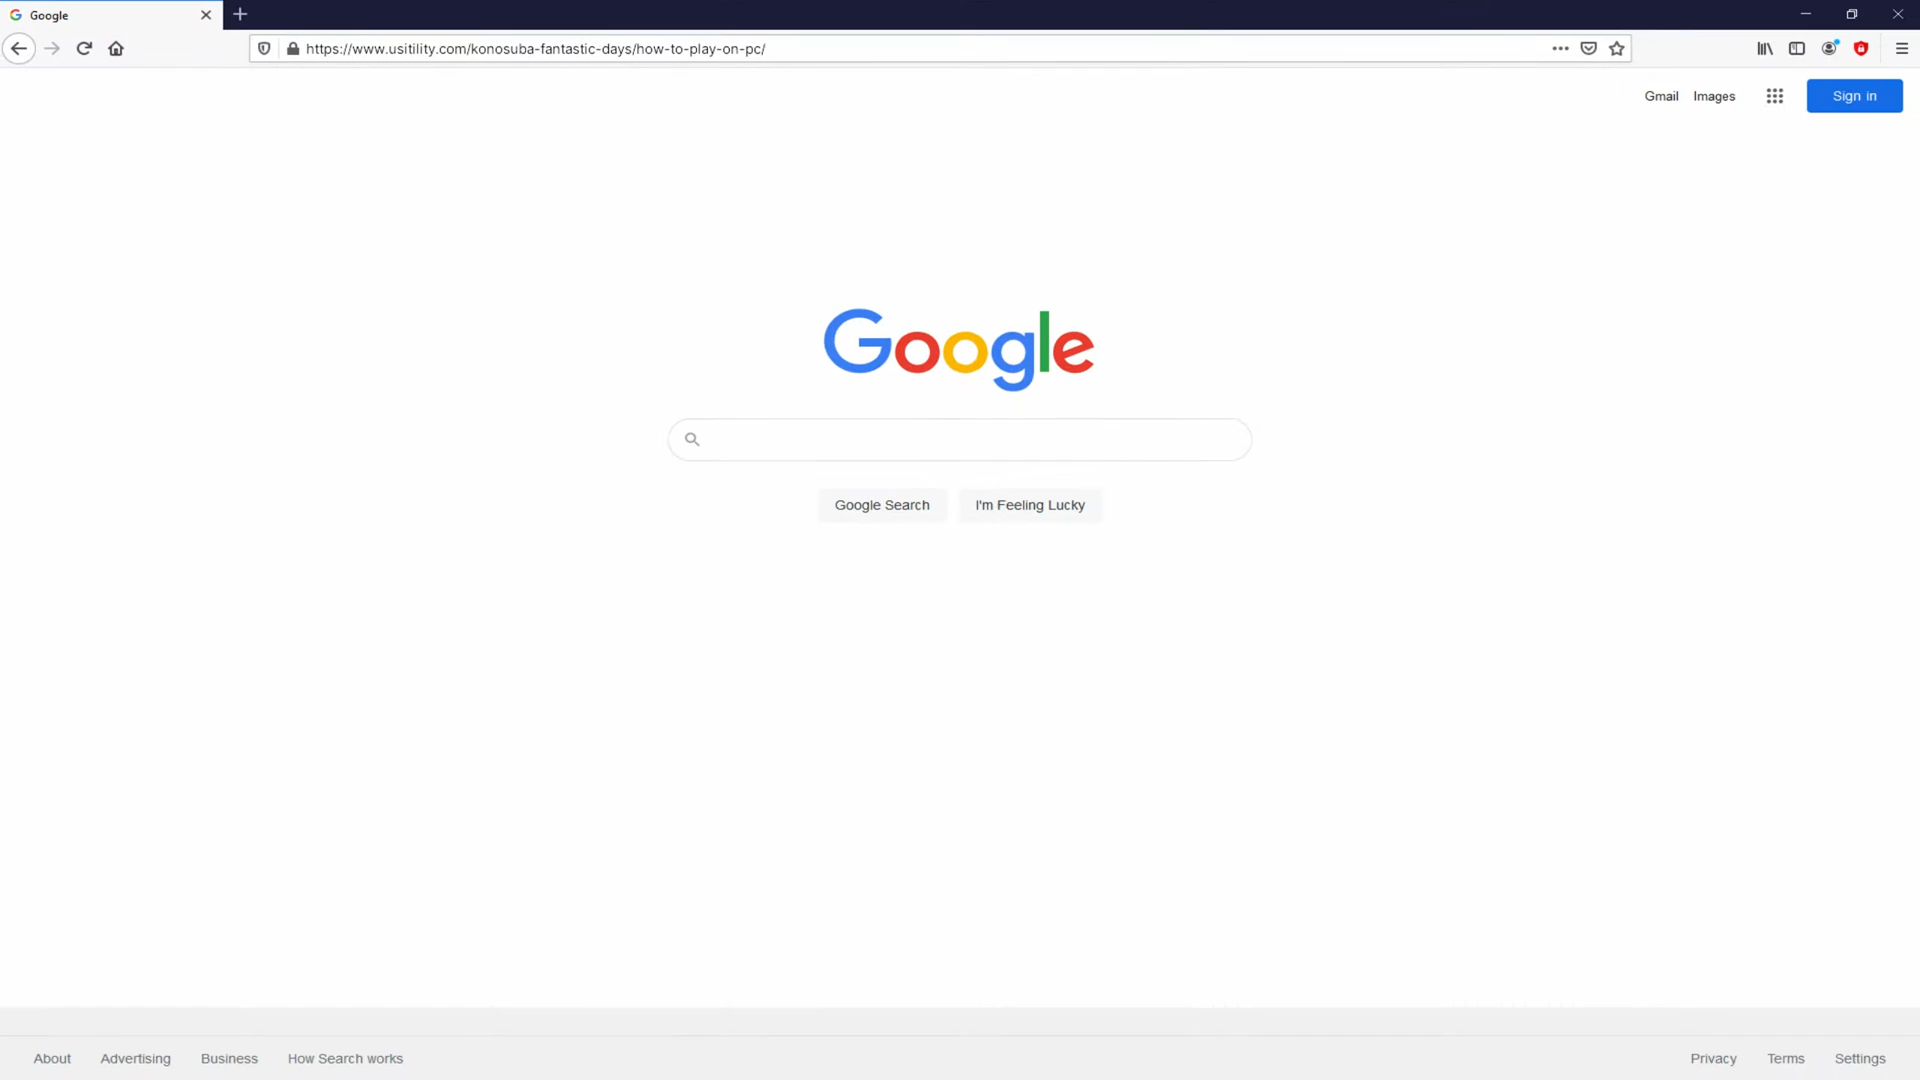 Google
https://www.usitility.com/konosuba-fantastic-days/how-to-play-on-pc/
Gmail Images Sign in
Google
Google Search I'm Feeling Lucky
About Advertising Business How Search works Privacy Terms Settings